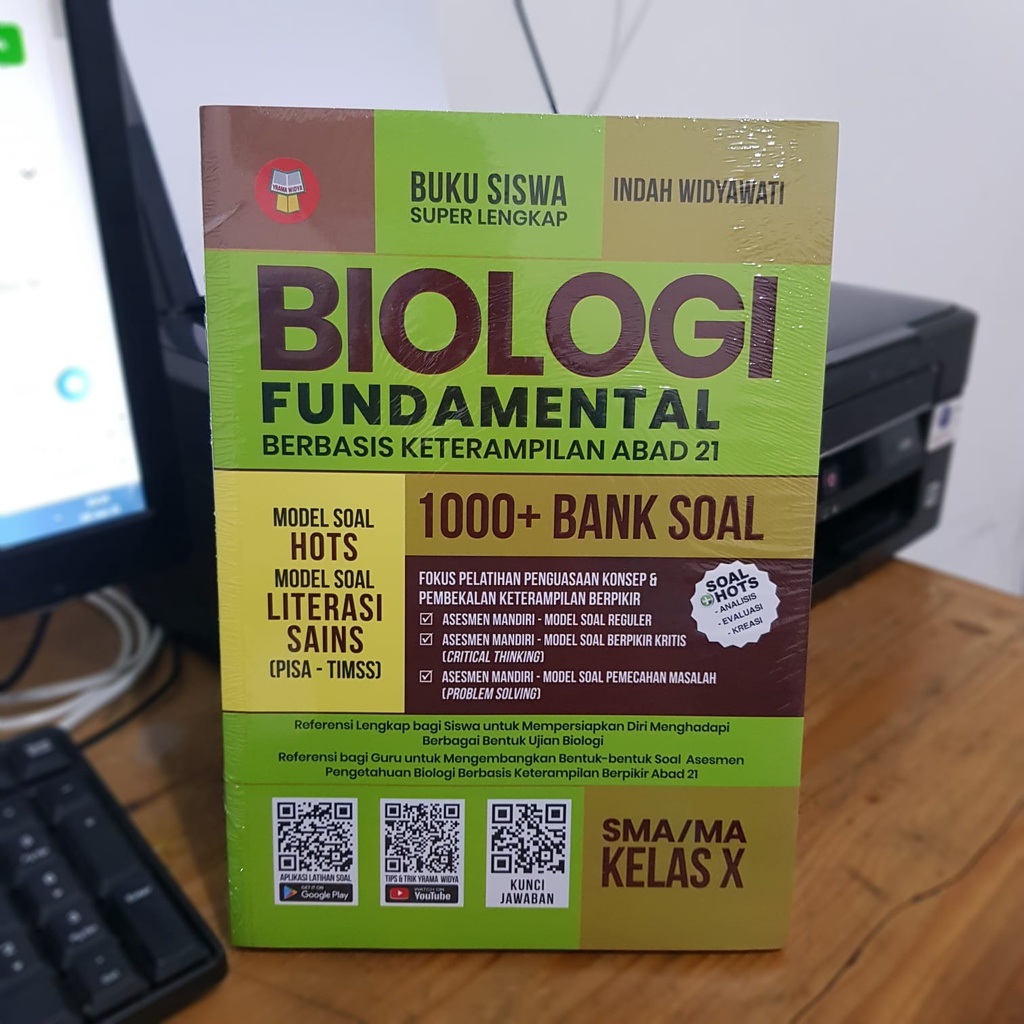 YRAMA WIDYA
BUKU SISWA
SUPER LENGKAP
INDAH WIDYAWATI
BIOLOGI
FUNDAMENTAL
BERBASIS KETERAMPILAN ABAD 21
MODEL SOAL
HOTS
MODEL SOAL
LITERASI
SAINS
(PISA - TIMSS)
1000+ BANK SOAL
FOKUS PELATIHAN PENGUASAAN KONSEP &
PEMBEKALAN KETERAMPILAN BERPIKIR
ASESMEN MANDIRI - MODEL SOAL REGULER
ASESMEN MANDIRI - MODEL SOAL BERPIKIR KRITIS
(CRITICAL THINKING)
ASESMEN MANDIRI - MODEL SOAL PEMECAHAN MASALAH
(PROBLEM SOLVING)
SOAL
HOTS
- ANALISIS
- EVALUASI
- KREASI
Referensi Lengkap bagi Siswa untuk Mempersiapkan Diri Menghadapi
Berbagai Bentuk Ujian Biologi
Referensi bagi Guru untuk Mengembangkan Bentuk-bentuk Soal Asesmen
Pengetahuan Biologi Berbasis Keterampilan Berpikir Abad 21
APLIKASI LATIHAN SOAL
GET IT ON
Google Play
TIPS & TRIK YRAMA WIDYA
WATCH ON
YouTube
KUNCI
JAWABAN
SMA/MA
KELAS X